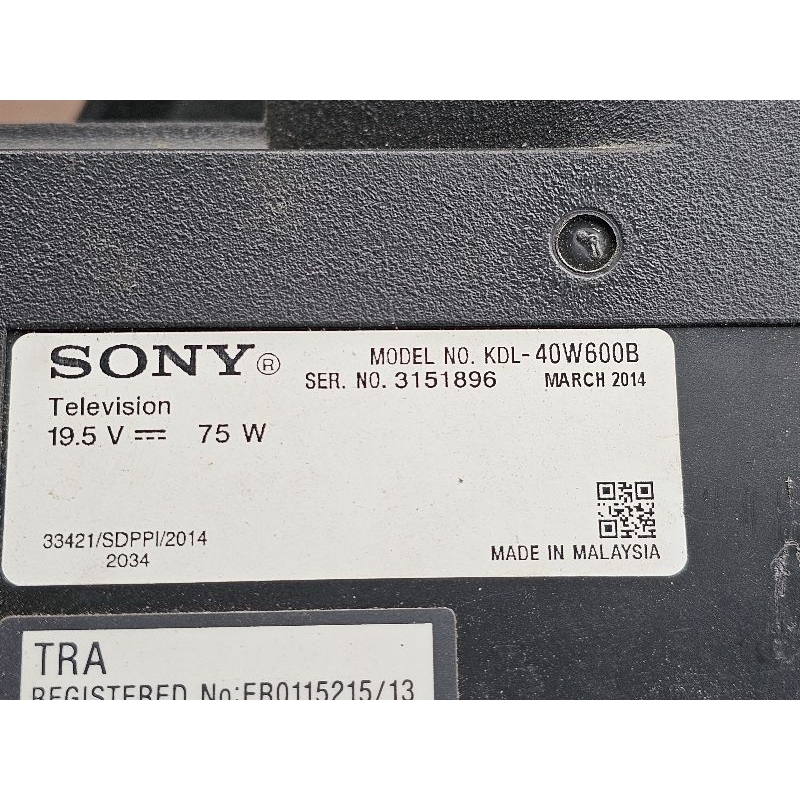 SONY®
MODEL NO. KDL-40W600B
SER. NO. 3151896 MARCH 2014
Television
19.5 V ⎓ 75 W
33421/SDPPI/2014
2034
MADE IN MALAYSIA
TRA
REGISTERED No:ER0115215/13